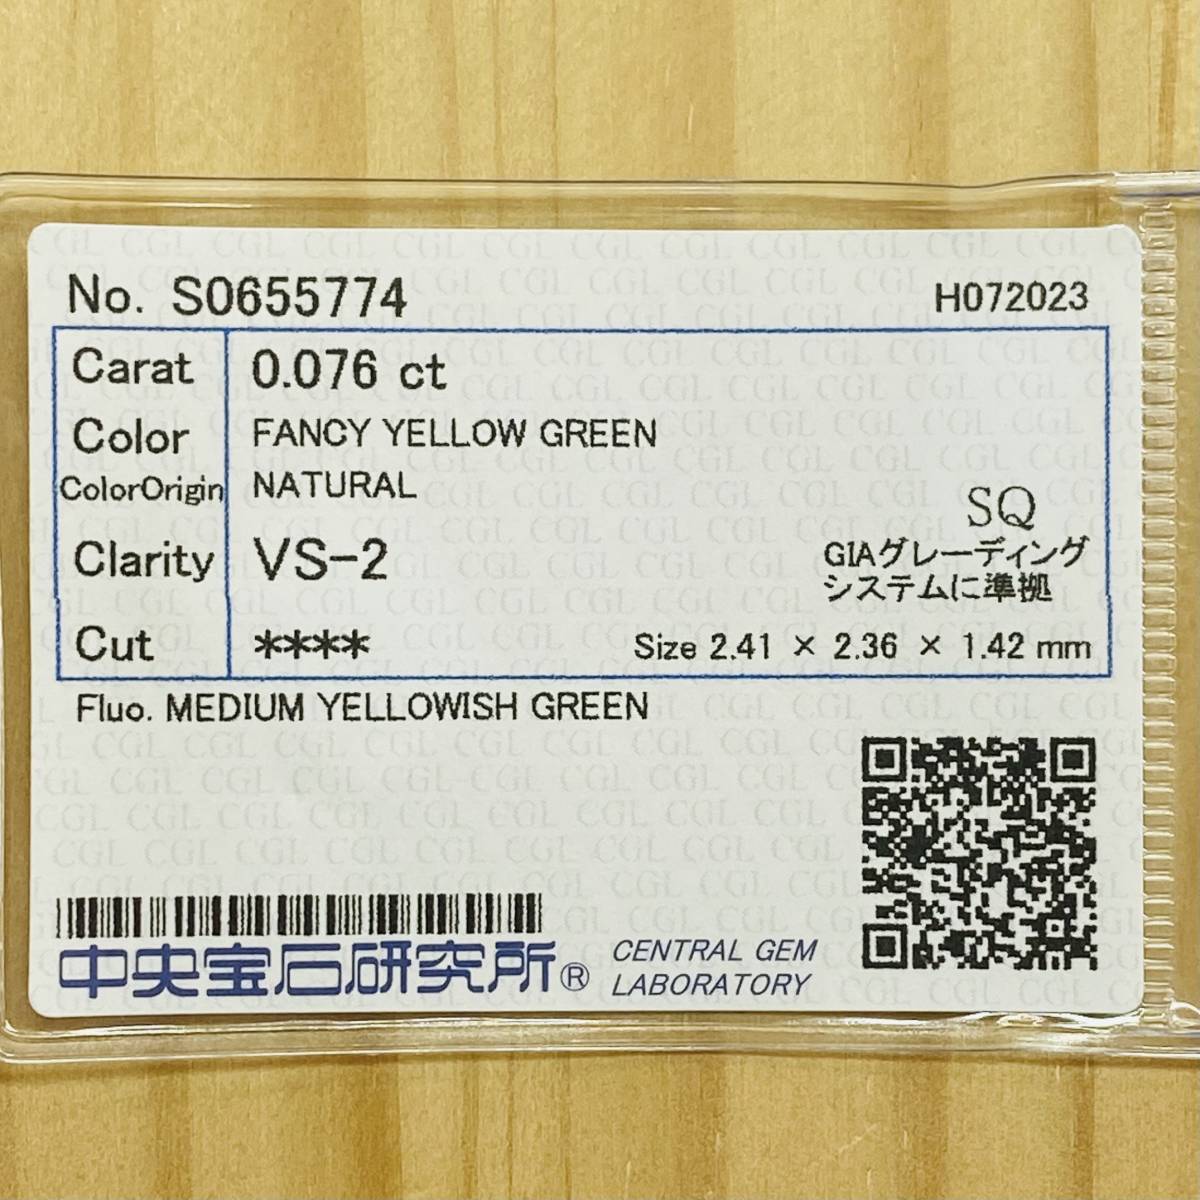 No. S0655774 H072023
Carat 0.076 ct
Color FANCY YELLOW GREEN
ColorOrigin NATURAL
SQ
Clarity VS-2
GIAグレーディング
システムに準拠
Cut **** Size 2.41 × 2.36 × 1.42 mm
Fluo. MEDIUM YELLOWISH GREEN
中央宝石研究所® CENTRAL GEM
LABORATORY